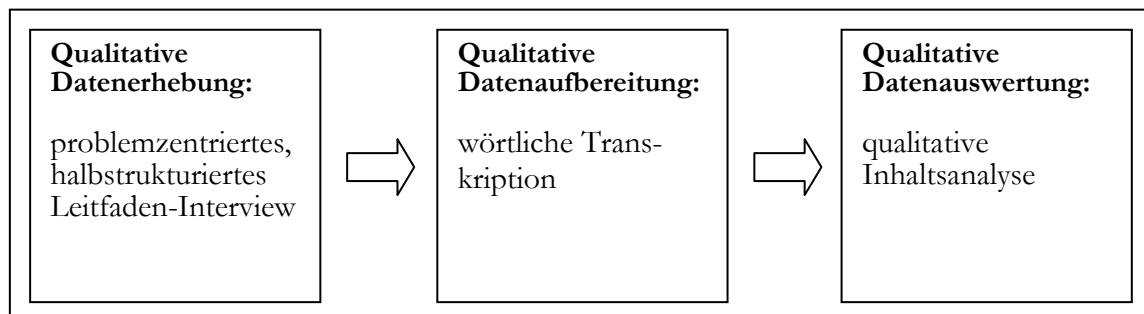 Qualitative
Datenerhebung:
problemzentriertes,
halbstrukturiertes
Leitfaden-Interview
Qualitative
Datenaufbereitung:
wörtliche Trans-
kription
Qualitative
Datenauswertung:
qualitative
Inhaltsanalyse